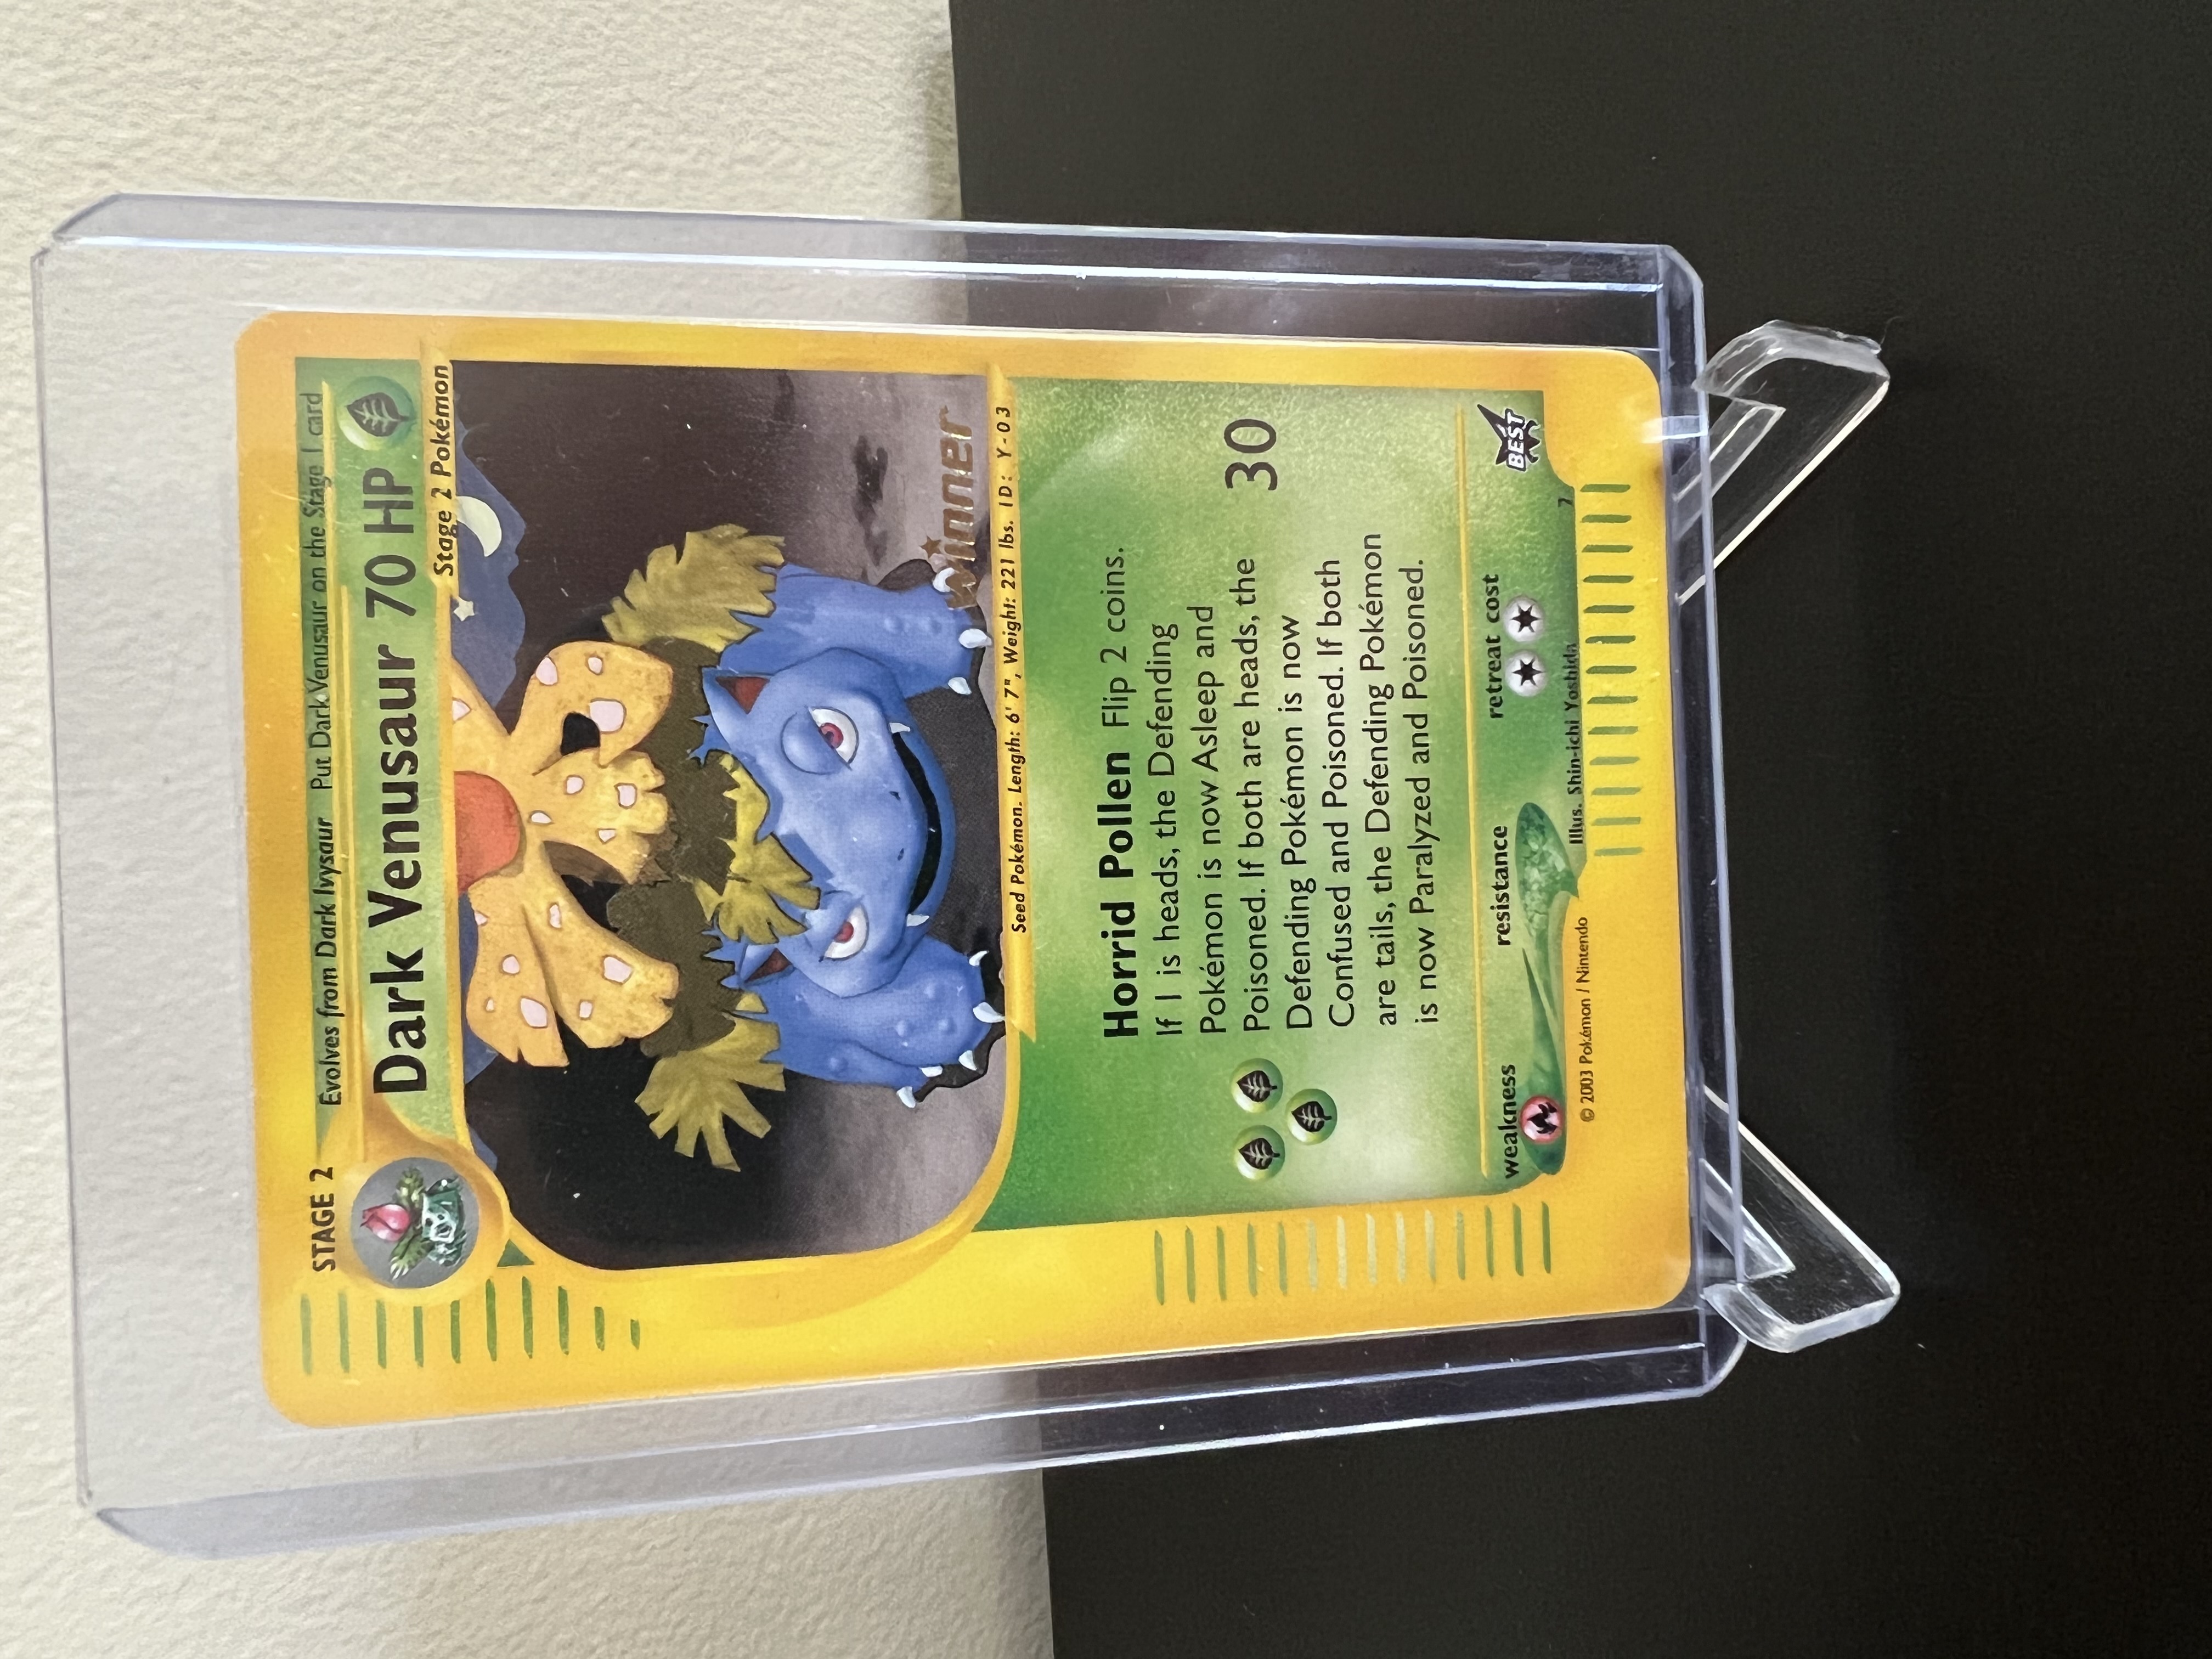 STAGE 2
Evolves from Dark Ivysaur Put Dark Venusaur on the Stage 1 card
Dark Venusaur 70 HP
Stage 2 Pokémon
winner
Seed Pokémon. Length: 6' 7", Weight: 221 lbs. ID: Y-03
Horrid Pollen Flip 2 coins.
If 1 is heads, the Defending
Pokémon is now Asleep and
Poisoned. If both are heads, the
Defending Pokémon is now
Confused and Poisoned. If both
are tails, the Defending Pokémon
is now Paralyzed and Poisoned.
30
weakness resistance retreat cost
BEST
Illus. Shin-ichi Yoshida 7
© 2003 Pokémon / Nintendo